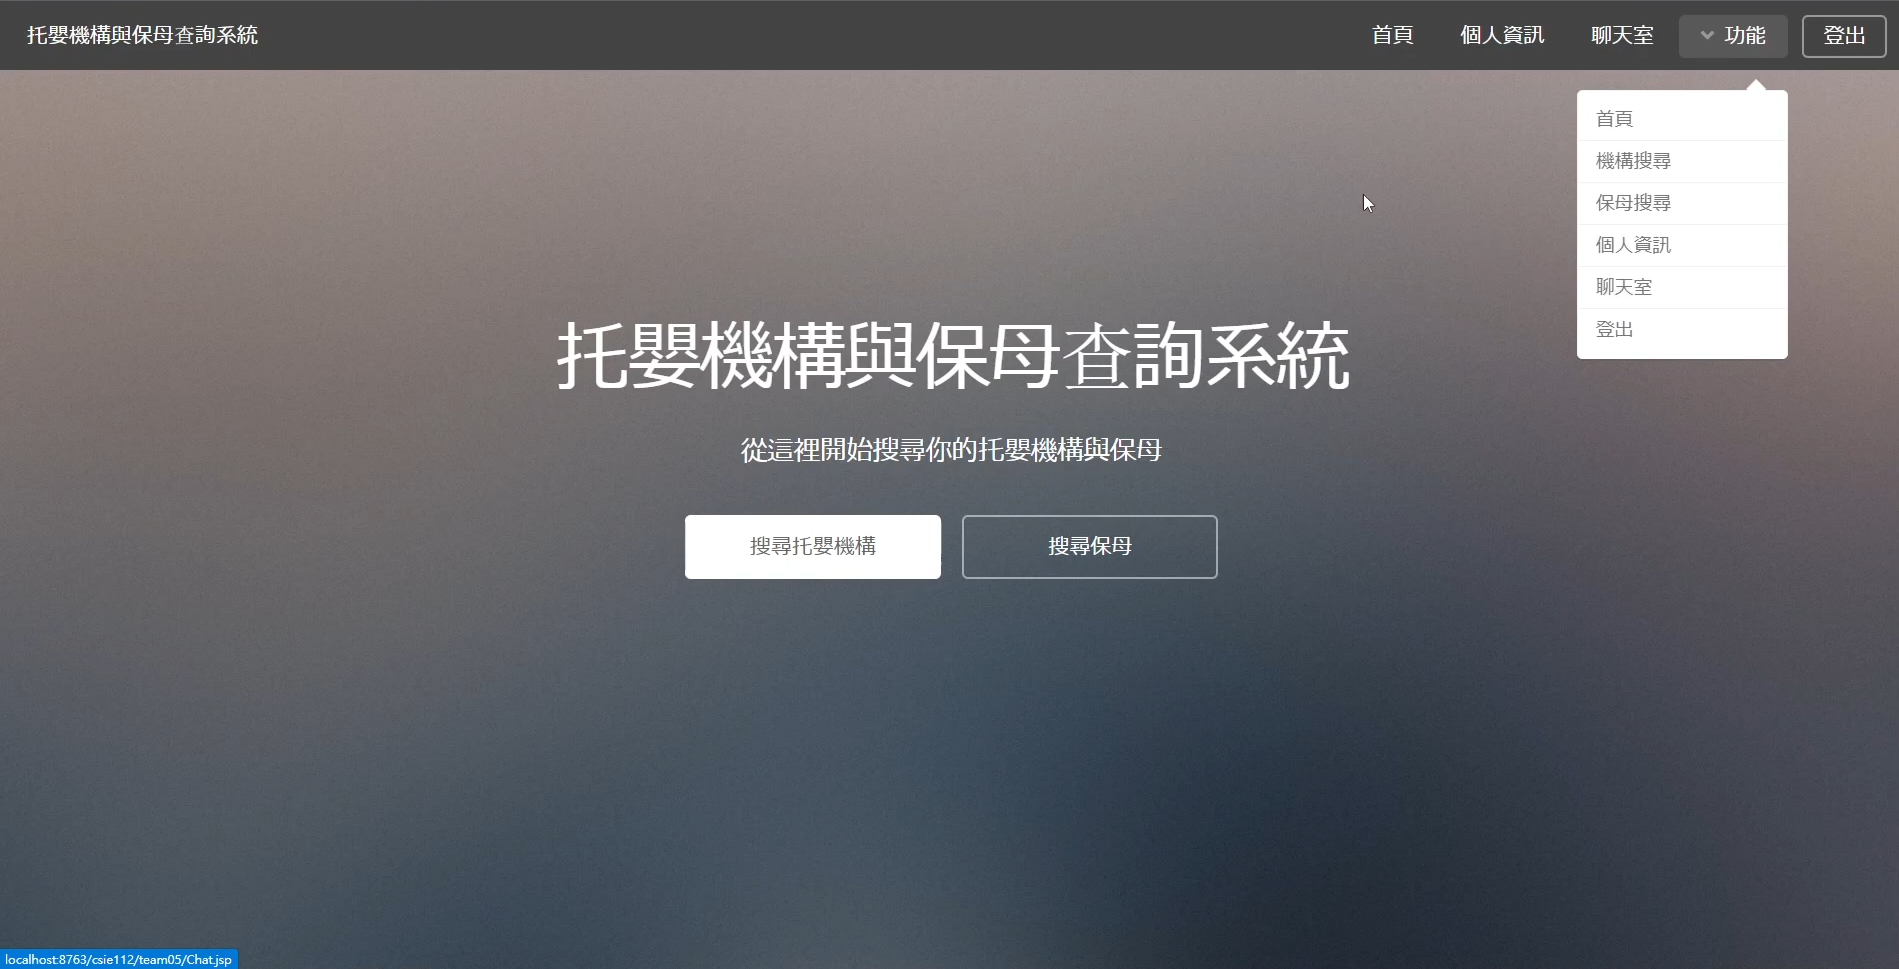 托嬰機構與保母查詢系統
首頁 個人資訊 聊天室 功能 登出
首頁
機構搜尋
保母搜尋
個人資訊
聊天室
登出
托嬰機構與保母查詢系統
從這裡開始搜尋你的托嬰機構與保母
搜尋托嬰機構 搜尋保母
localhost:8763/csie112/team05/Chat.jsp